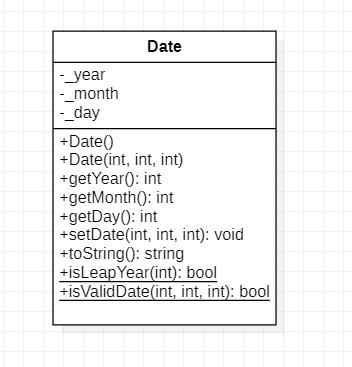 Date
-_year
-_month
-_day
+Date()
+Date(int, int, int)
+getYear(): int
+getMonth(): int
+getDay(): int
+setDate(int, int, int): void
+toString(): string
+isLeapYear(int): bool
+isValidDate(int, int, int): bool